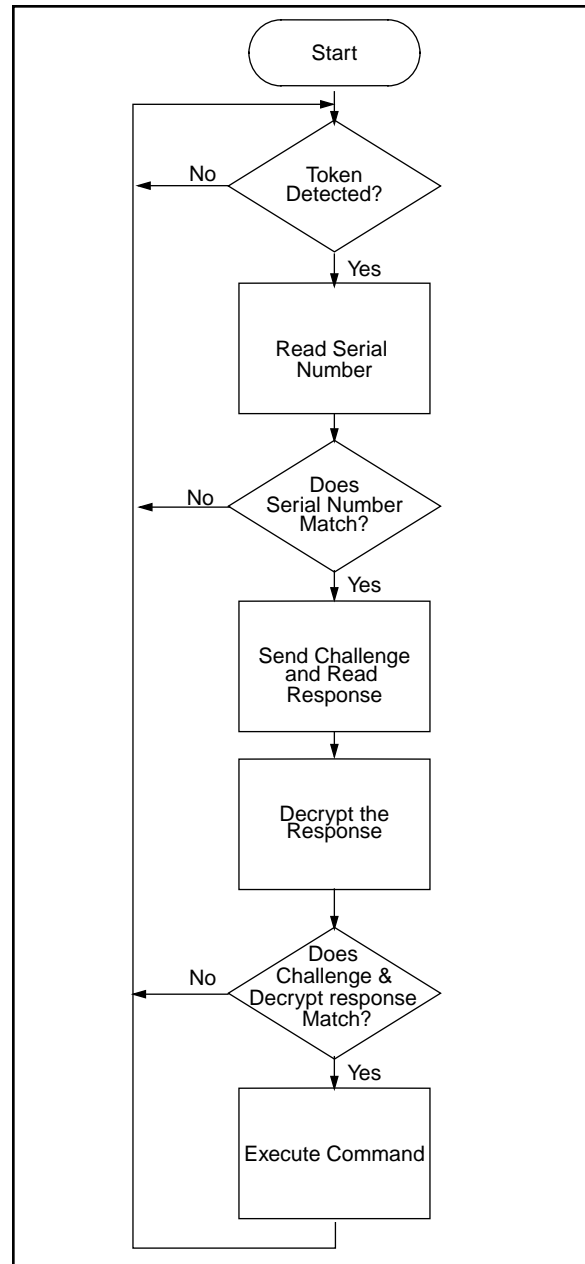 Start
Token
Detected?
No
Yes
Read Serial
Number
Does
Serial Number
Match?
No
Yes
Send Challenge
and Read
Response
Decrypt the
Response
Does
Challenge &
Decrypt response
Match?
No
Yes
Execute Command